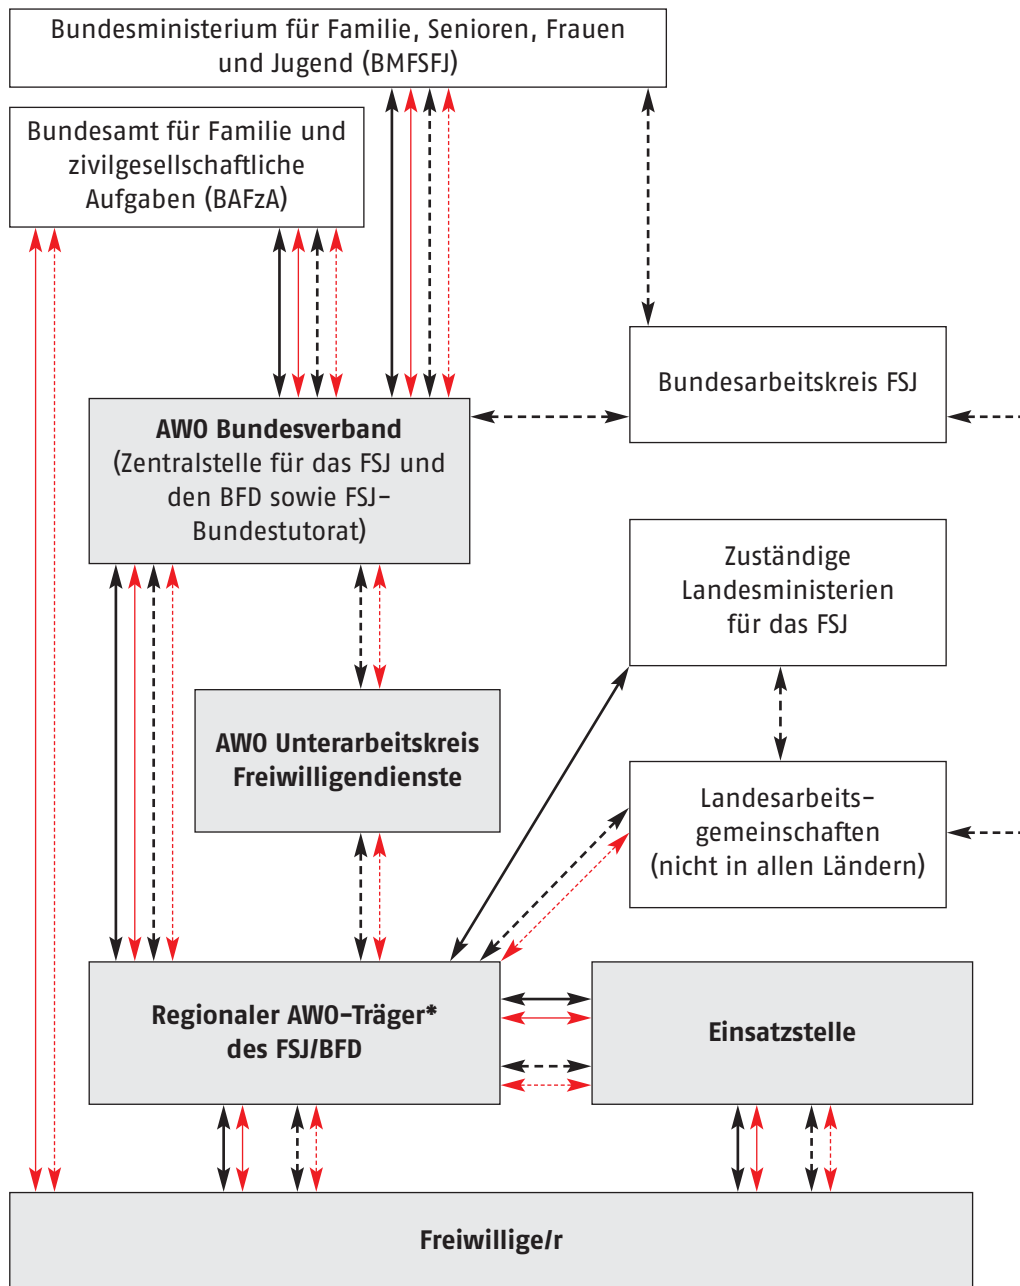 Bundesministerium für Familie, Senioren, Frauen
und Jugend (BMFSFJ)
Bundesamt für Familie und
zivilgesellschaftliche
Aufgaben (BAFzA)
Bundesarbeitskreis FSJ
AWO Bundesverband
(Zentralstelle für das FSJ und
den BFD sowie FSJ-
Bundestutorat)
Zuständige
Landesministerien
für das FSJ
AWO Unterarbeitskreis
Freiwilligendienste
Landesarbeits-
gemeinschaften
(nicht in allen Ländern)
Regionaler AWO-Träger*
des FSJ/BFD
Einsatzstelle
Freiwillige/r